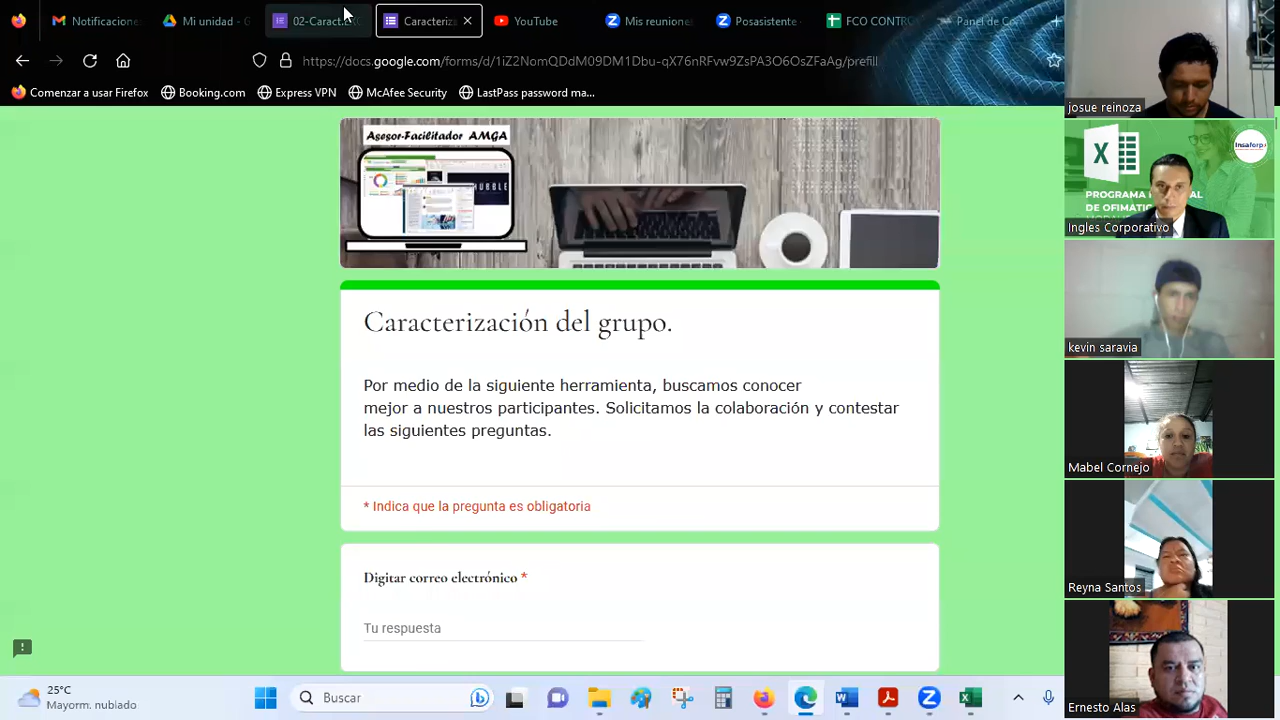 Notificacione
Mi unidad - G
02-Caract...
Caracteriza
YouTube
Mis reunione
Posasistente
FCO CONTR
Panel de Co
https://docs.google.com/forms/d/1iZ2NomQDdM09DM1Dbu-qX76nRFvw9ZsPA3O6OsZFaAg/prefill
Comenzar a usar Firefox
Booking.com
Express VPN
McAfee Security
LastPass password ma...
Asesor-Facilitador AMGA
Caracterización del grupo.
Por medio de la siguiente herramienta, buscamos conocer
mejor a nuestros participantes. Solicitamos la colaboración y contestar
las siguientes preguntas.
* Indica que la pregunta es obligatoria
Digitar correo electrónico *
Tu respuesta
josue reinoza
Insaforp
PROGRAMA
DE OFIMÁTIC
Ingles Corporativo
kevin saravia
Mabel Cornejo
Reyna Santos
Ernesto Alas
25°C
Mayorm. nublado
Buscar